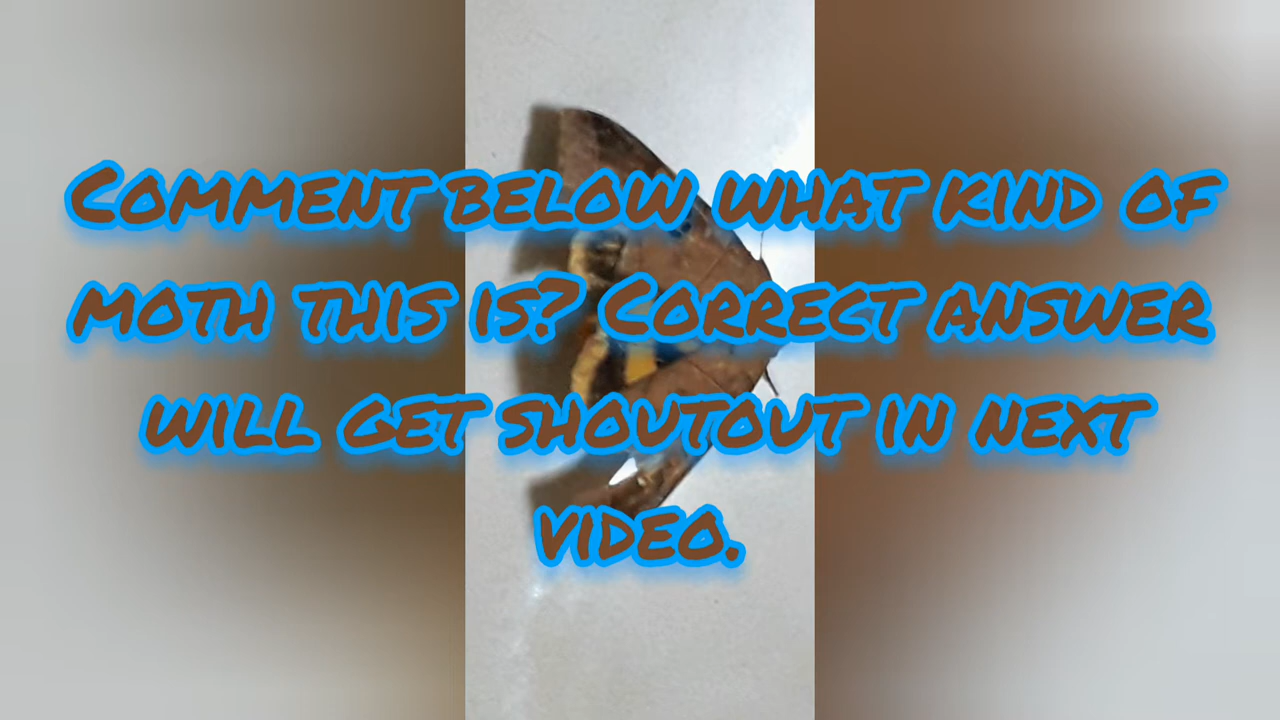 Comment below what kind of
moth this is? Correct answer
will get shoutout in next
video.